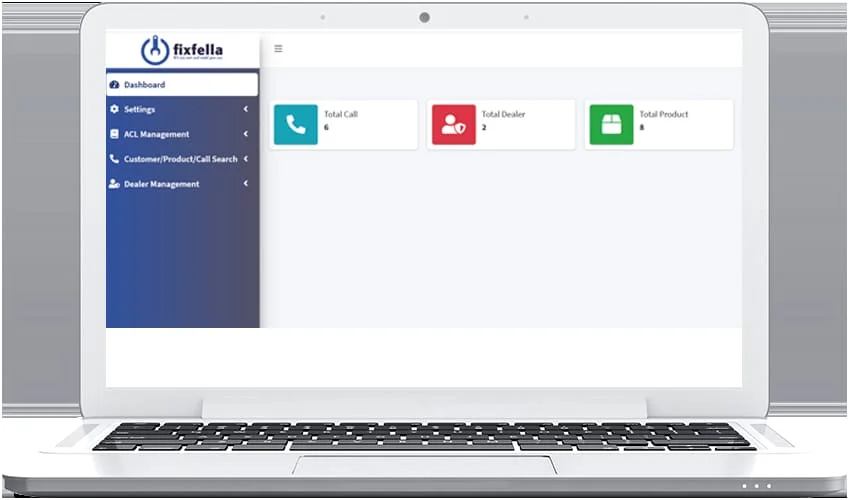 fixfella
Dashboard
Settings
ACL Management
Customer/Product/Call Search
Dealer Management
Total Call
6
Total Dealer
2
Total Product
8